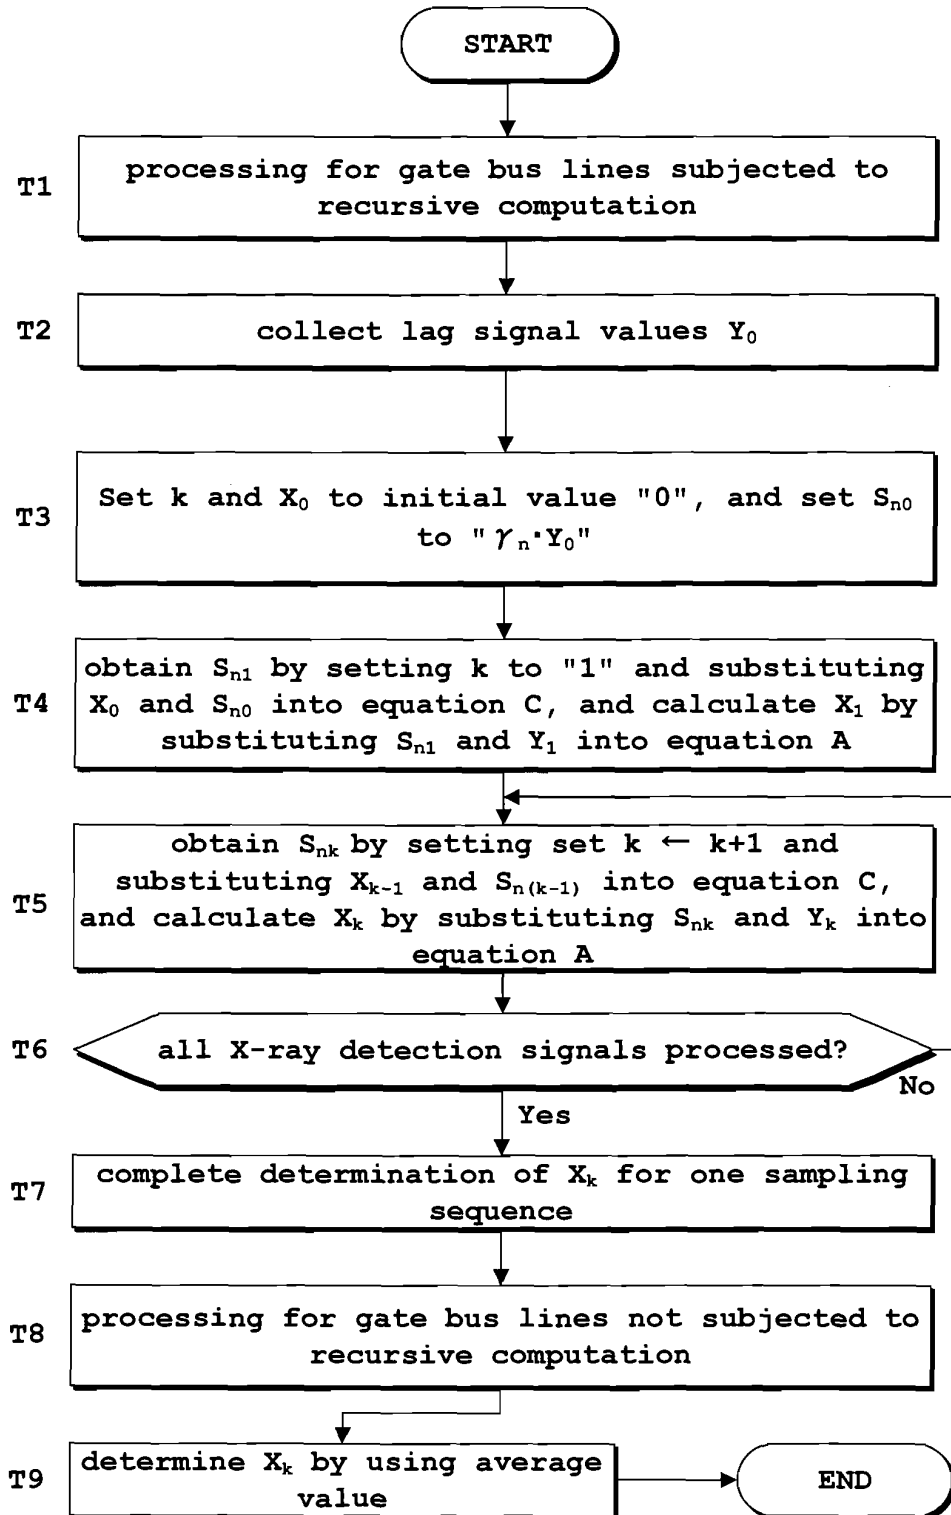 START
T1
processing for gate bus lines subjected to
recursive computation
T2
collect lag signal values Y₀
T3
Set k and X₀ to initial value "0", and set Sₙ₀
to "γₙ·Y₀"
T4
obtain Sₙ₁ by setting k to "1" and substituting
X₀ and Sₙ₀ into equation C, and calculate X₁ by
substituting Sₙ₁ and Y₁ into equation A
T5
obtain Sₙₖ by setting set k ← k+1 and
substituting Xₖ₋₁ and Sₙ₍ₖ₋₁₎ into equation C,
and calculate Xₖ by substituting Sₙₖ and Yₖ into
equation A
T6
all X-ray detection signals processed?
No
Yes
T7
complete determination of Xₖ for one sampling
sequence
T8
processing for gate bus lines not subjected to
recursive computation
T9
determine Xₖ by using average
value
END